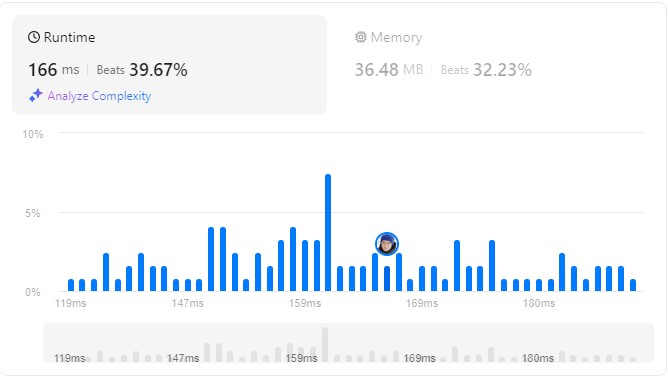 Runtime
Memory
166 ms | Beats 39.67%
36.48 MB | Beats 32.23%
Analyze Complexity
10%
5%
0%
119ms 147ms 159ms 169ms 180ms
119ms 147ms 159ms 169ms 180ms